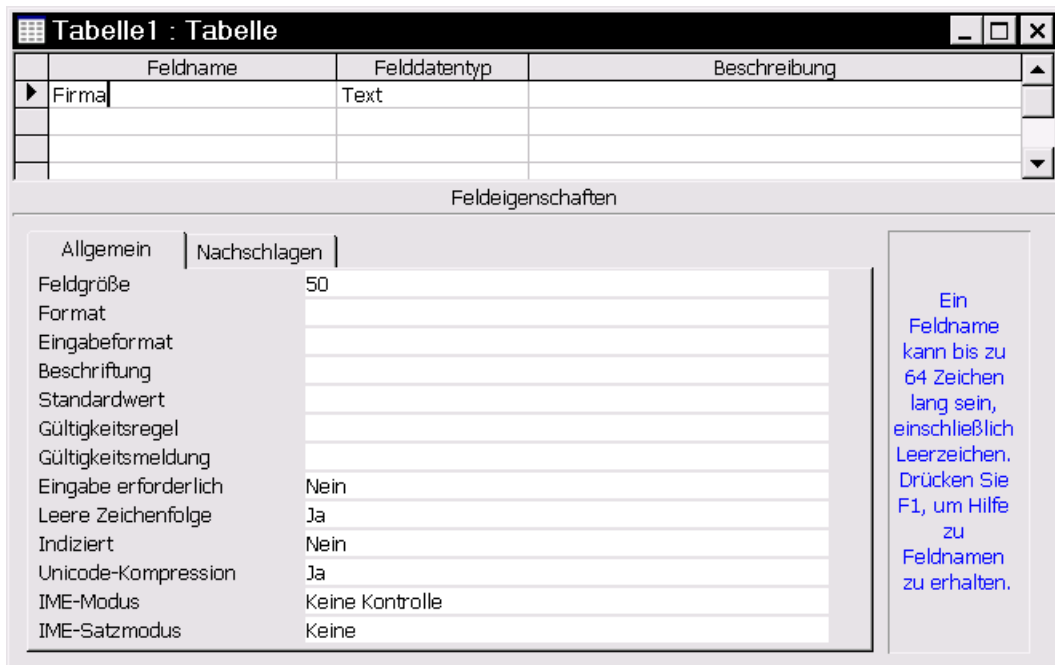 Tabelle1 : Tabelle
Feldname Felddatentyp Beschreibung
Firma Text
Feldeigenschaften
Allgemein Nachschlagen
Feldgröße 50
Format
Eingabeformat
Beschriftung
Standardwert
Gültigkeitsregel
Gültigkeitsmeldung
Eingabe erforderlich Nein
Leere Zeichenfolge Ja
Indiziert Nein
Unicode-Kompression Ja
IME-Modus Keine Kontrolle
IME-Satzmodus Keine
Ein
Feldname
kann bis zu
64 Zeichen
lang sein,
einschließlich
Leerzeichen.
Drücken Sie
F1, um Hilfe
zu
Feldnamen
zu erhalten.